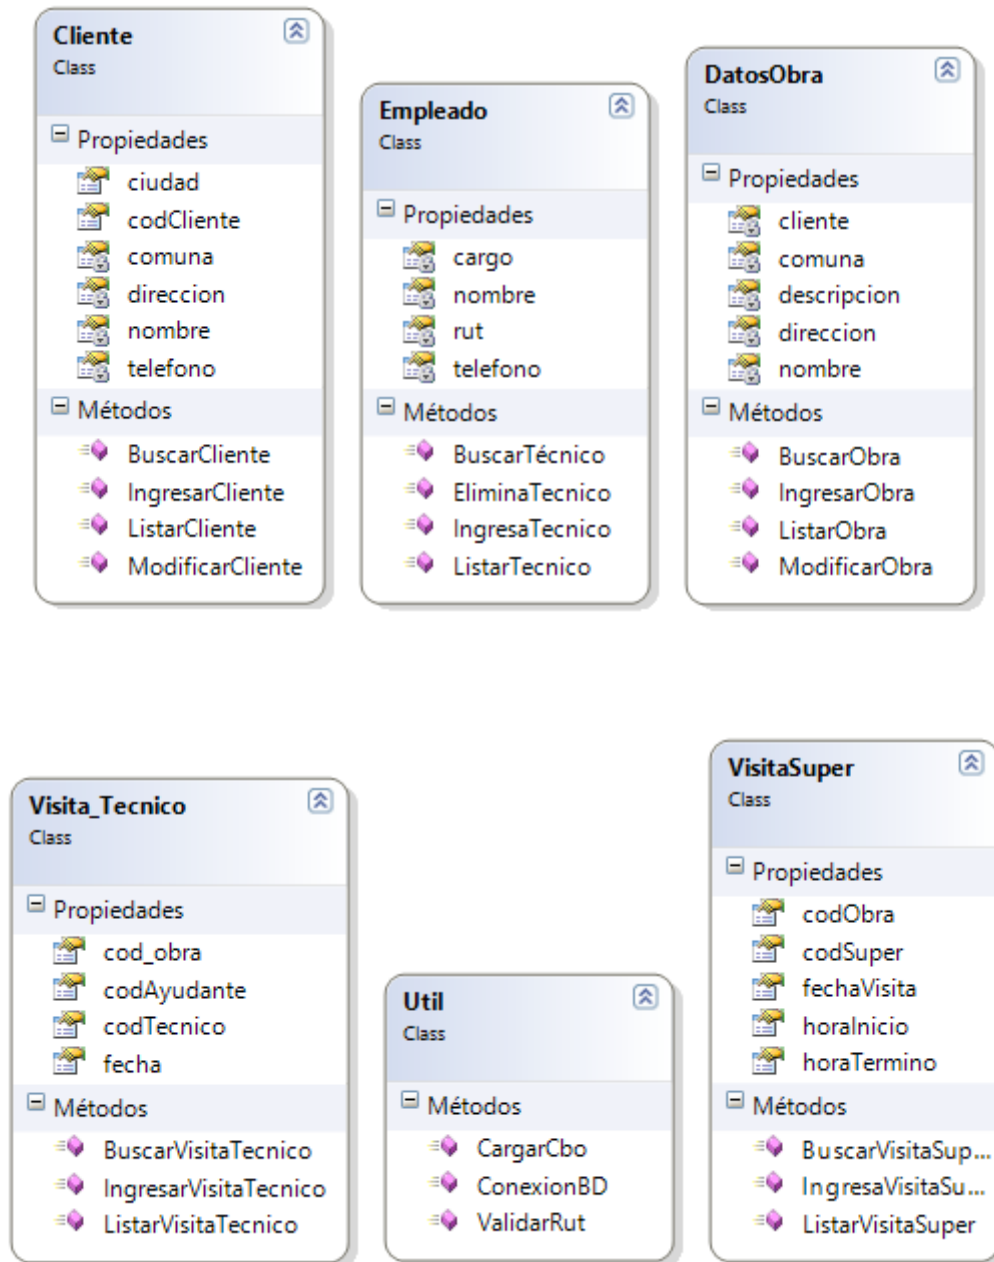 Cliente
Class
Propiedades
ciudad
codCliente
comuna
direccion
nombre
telefono
Métodos
BuscarCliente
IngresarCliente
ListarCliente
ModificarCliente
Empleado
Class
Propiedades
cargo
nombre
rut
telefono
Métodos
BuscarTécnico
EliminaTecnico
IngresaTecnico
ListarTecnico
DatosObra
Class
Propiedades
cliente
comuna
descripcion
direccion
nombre
Métodos
BuscarObra
IngresarObra
ListarObra
ModificarObra
Visita_Tecnico
Class
Propiedades
cod_obra
codAyudante
codTecnico
fecha
Métodos
BuscarVisitaTecnico
IngresarVisitaTecnico
ListarVisitaTecnico
Util
Class
Métodos
CargarCbo
ConexionBD
ValidarRut
VisitaSuper
Class
Propiedades
codObra
codSuper
fechaVisita
horaInicio
horaTermino
Métodos
BuscarVisitaSup...
IngresaVisitaSu...
ListarVisitaSuper